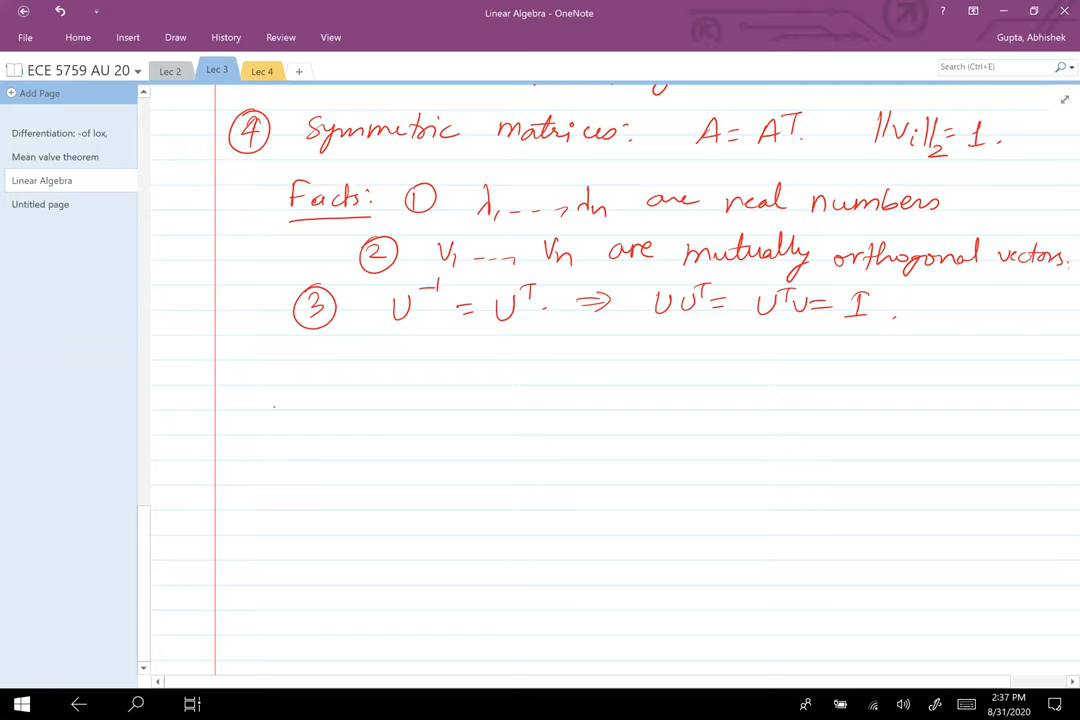 Linear Algebra - OneNote
?
File Home Insert Draw History Review View
Gupta, Abhishek
ECE 5759 AU 20
Lec 2 Lec 3 Lec 4 +
Search (Ctrl+E)
Add Page
Differentiation: -of lox,
Mean value theorem
Linear Algebra
Untitled page
④ Symmetric matrices: A = Aᵀ. ||vᵢ||₂ = 1.
Facts: ① λ₁, ---, λn are real numbers
② v₁, ---, vn are mutually orthogonal vectors.
③ U⁻¹ = Uᵀ. ⇒ UUᵀ = UᵀU = I.
2:37 PM
8/31/2020